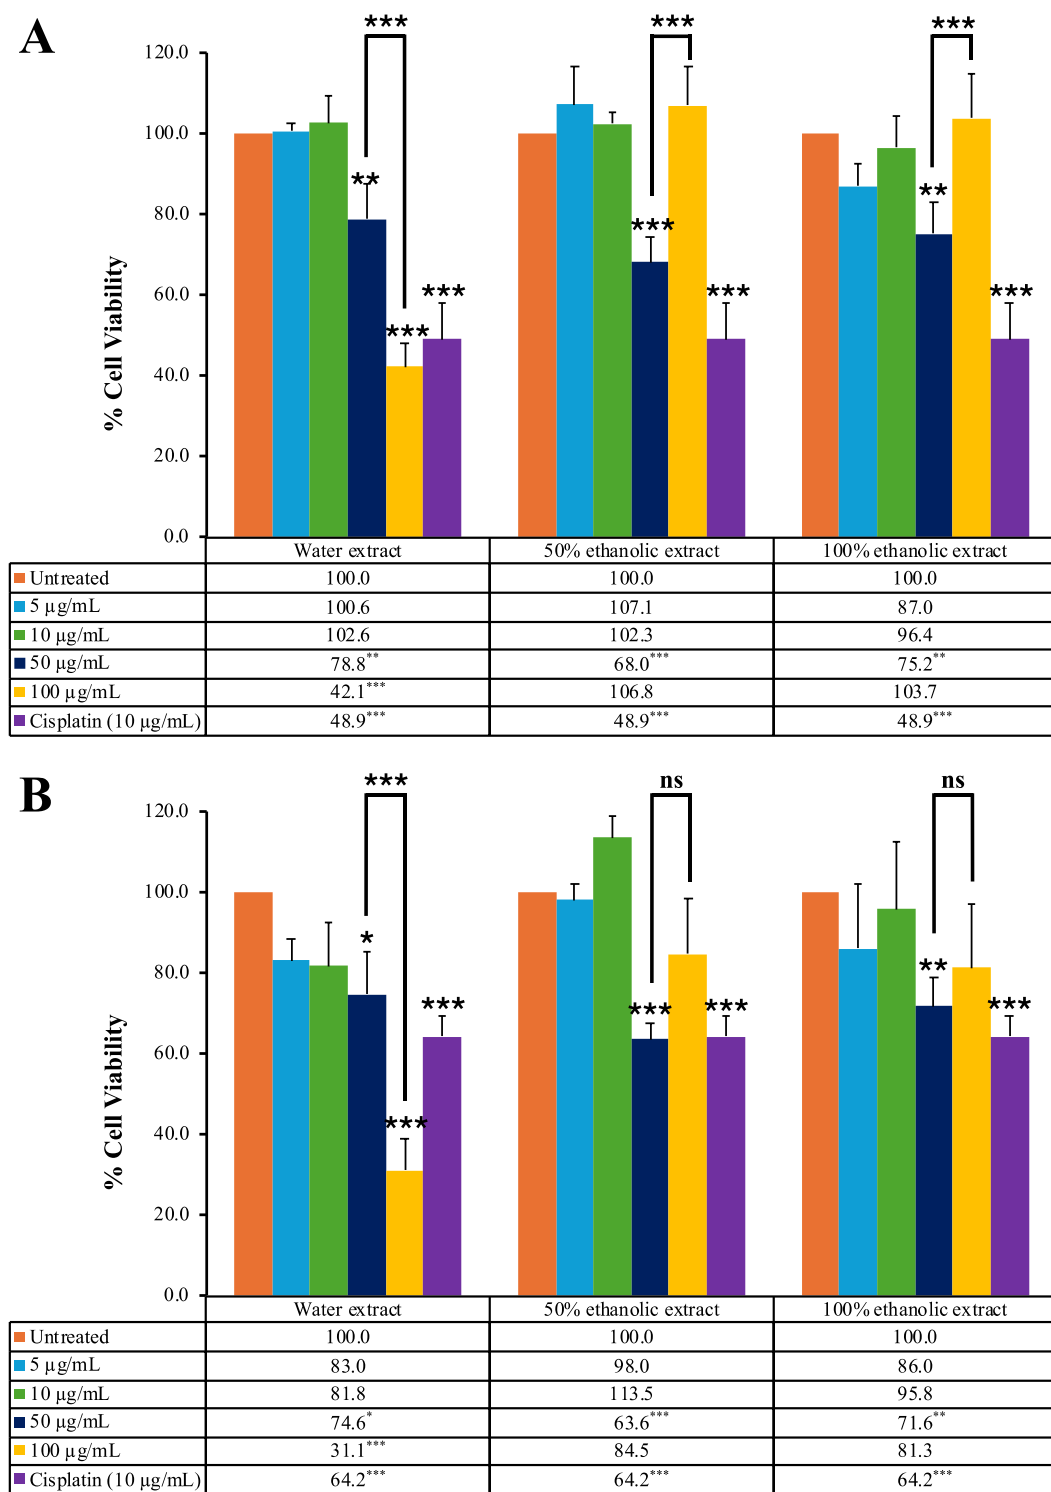 A
***
***
***
120.0
100.0
80.0
60.0
40.0
20.0
0.0
% Cell Viability
**
***
***
***
***
**
***
Water extract 50% ethanolic extract 100% ethanolic extract
Untreated 100.0 100.0 100.0
5 µg/mL 100.6 107.1 87.0
10 µg/mL 102.6 102.3 96.4
50 µg/mL 78.8** 68.0*** 75.2**
100 µg/mL 42.1*** 106.8 103.7
Cisplatin (10 µg/mL) 48.9*** 48.9*** 48.9***
B
***
ns
ns
120.0
100.0
80.0
60.0
40.0
20.0
0.0
% Cell Viability
*
***
***
***
***
**
***
Water extract 50% ethanolic extract 100% ethanolic extract
Untreated 100.0 100.0 100.0
5 µg/mL 83.0 98.0 86.0
10 µg/mL 81.8 113.5 95.8
50 µg/mL 74.6* 63.6*** 71.6**
100 µg/mL 31.1*** 84.5 81.3
Cisplatin (10 µg/mL) 64.2*** 64.2*** 64.2***